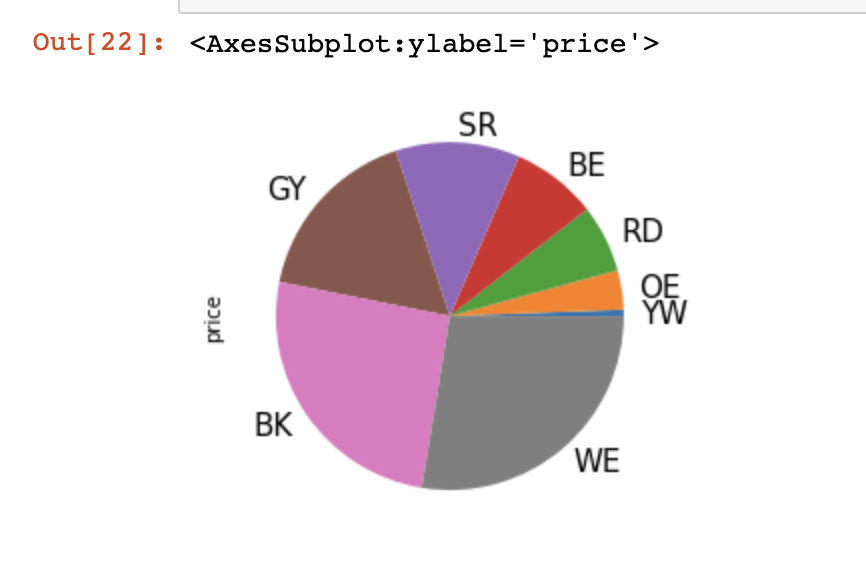 Out[22]: <AxesSubplot:ylabel='price'>
SR
BE
GY
RD
OE
YW
price
BK
WE